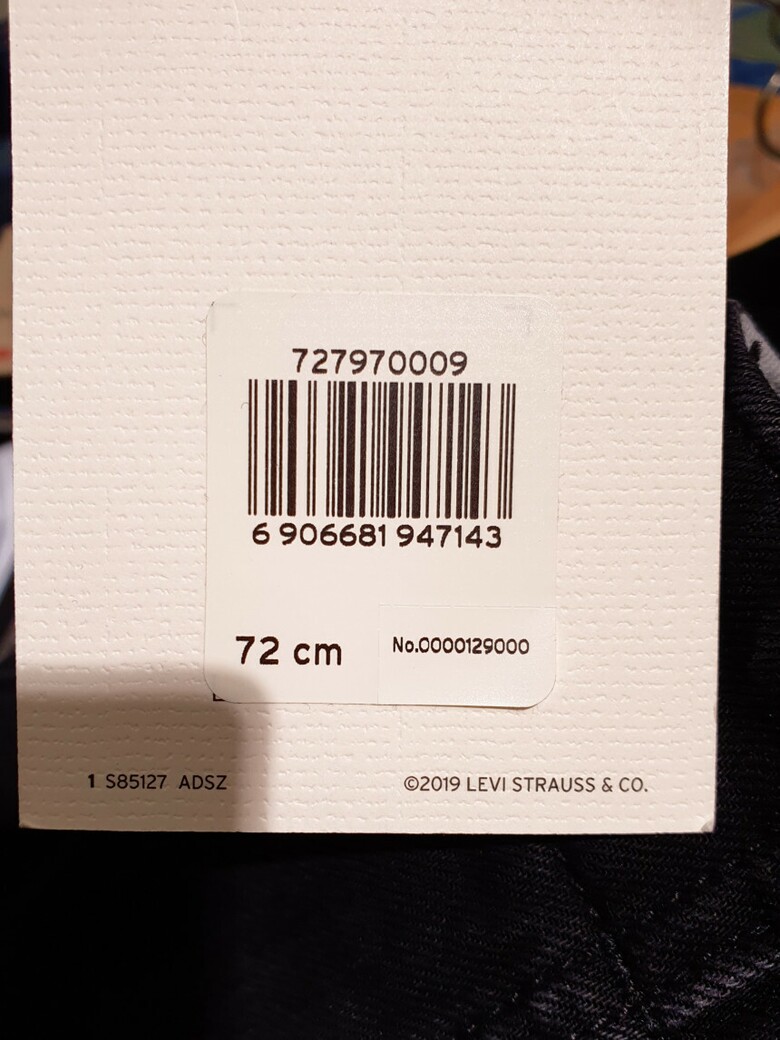 727970009
6 906681 947143
72 cm
No.0000129000
1 S85127 ADSZ
©2019 LEVI STRAUSS & CO.